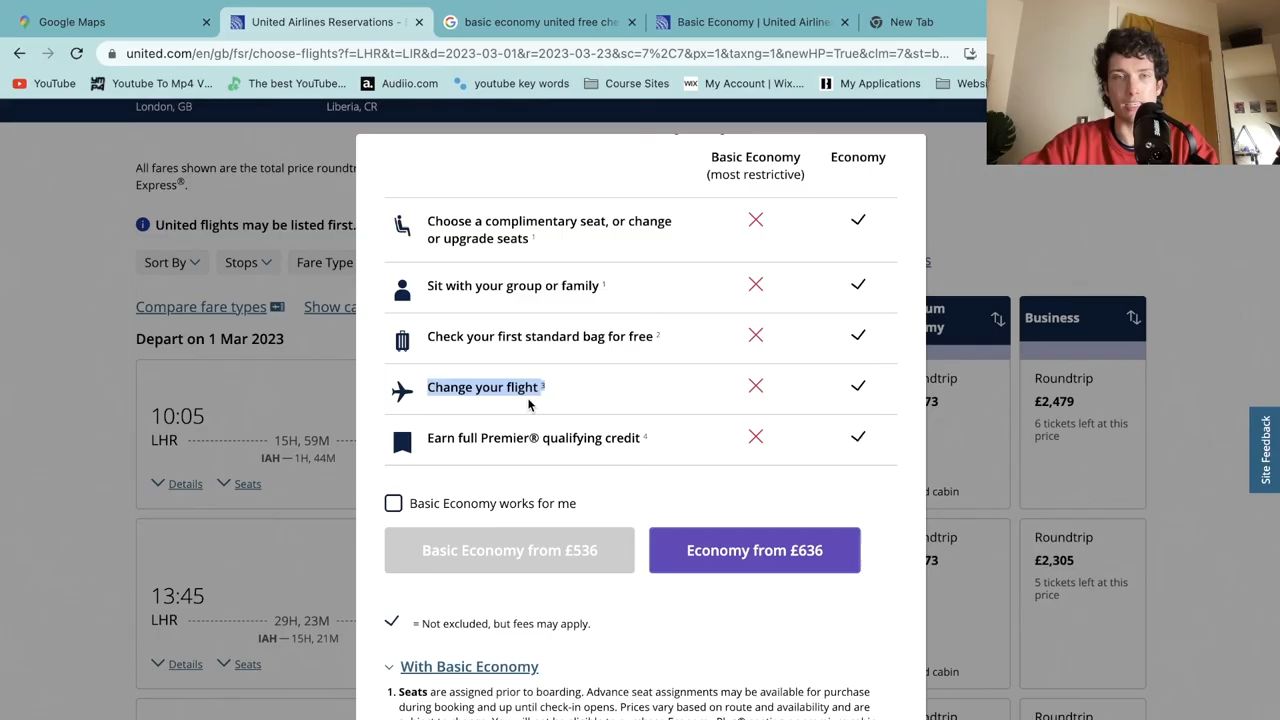 Google Maps
United Airlines Reservations -
basic economy united free che
Basic Economy | United Airline
New Tab
united.com/en/gb/fsr/choose-flights?f=LHR&t=LIR&d=2023-03-01&r=2023-03-23&sc=7%2C7&px=1&taxng=1&newHP=True&clm=7&st=b...
YouTube
Youtube To Mp4 V...
The best YouTube...
Audio.com
youtube key words
Course Sites
WIX
My Account | Wix....
My Applications
Websi
London, GB
Liberia, CR
All fares shown are the total price roundtr
Express®.
United flights may be listed first.
Sort By
Stops
Fare Type
Compare fare types
Show ca
Depart on 1 Mar 2023
10:05
LHR
15H, 59M
IAH — 1H, 44M
Details
Seats
13:45
LHR
29H, 23M
IAH — 15H, 21M
Details
Seats
Basic Economy
(most restrictive)
Economy
Choose a complimentary seat, or change
or upgrade seats 1
Sit with your group or family 1
Check your first standard bag for free 2
Change your flight 3
Earn full Premier® qualifying credit 4
Basic Economy works for me
Basic Economy from £536
Economy from £636
= Not excluded, but fees may apply.
With Basic Economy
1. Seats are assigned prior to boarding. Advance seat assignments may be available for purchase
during booking and up until check-in opens. Prices vary based on route and availability and are
s
um
my
Business
dtrip
73
Roundtrip
£2,479
6 tickets left at this
price
d cabin
dtrip
73
Roundtrip
£2,305
5 tickets left at this
price
d cabin
Site Feedback